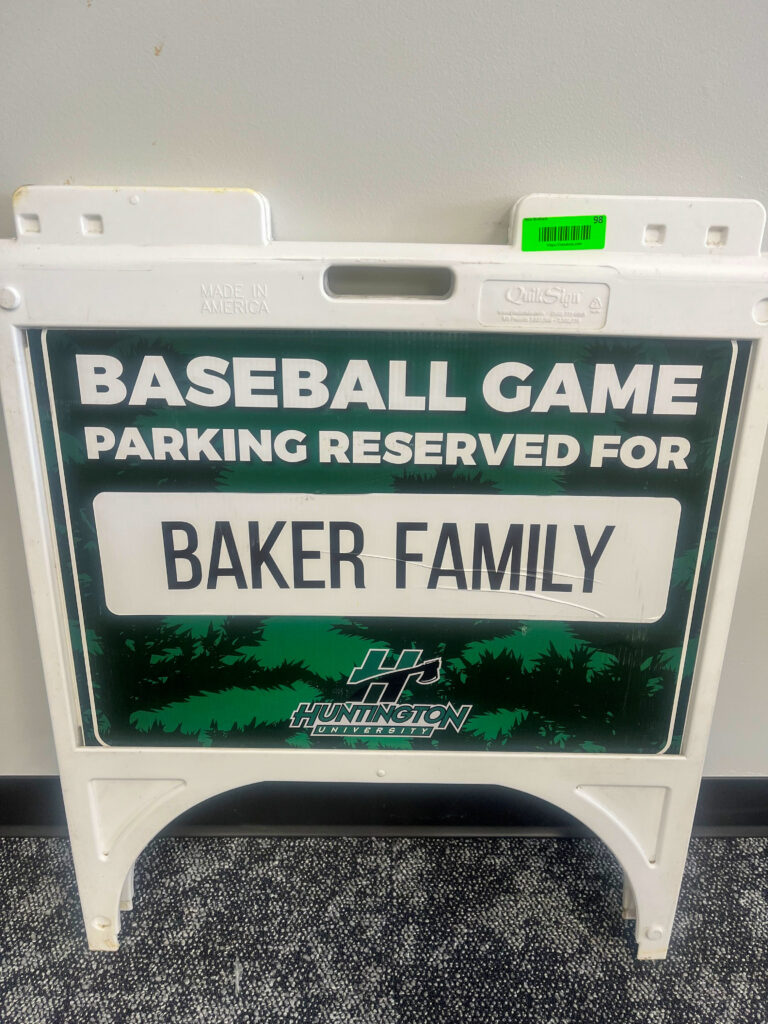 98
MADE IN
AMERICA
QuikSign
BASEBALL GAME
PARKING RESERVED FOR
BAKER FAMILY
H
HUNTINGTON
UNIVERSITY